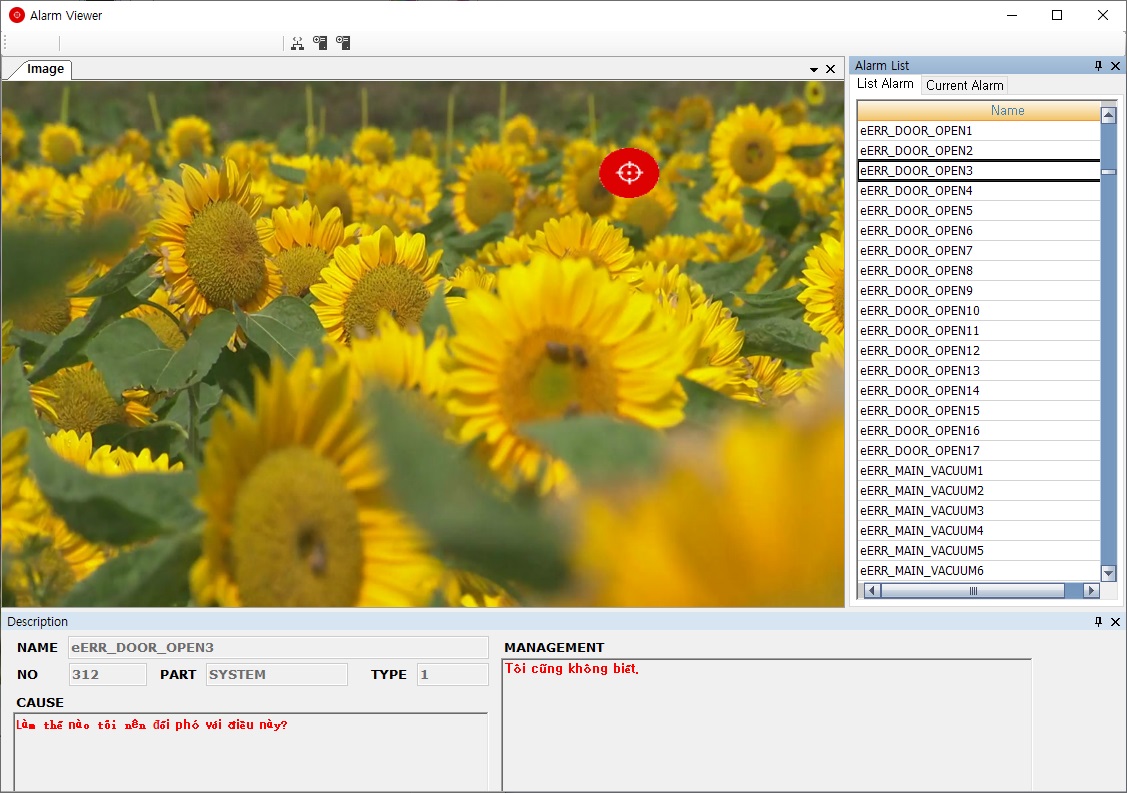 Alarm Viewer
Image
Alarm List
List Alarm
Current Alarm
Name
eERR_DOOR_OPEN1
eERR_DOOR_OPEN2
eERR_DOOR_OPEN3
eERR_DOOR_OPEN4
eERR_DOOR_OPEN5
eERR_DOOR_OPEN6
eERR_DOOR_OPEN7
eERR_DOOR_OPEN8
eERR_DOOR_OPEN9
eERR_DOOR_OPEN10
eERR_DOOR_OPEN11
eERR_DOOR_OPEN12
eERR_DOOR_OPEN13
eERR_DOOR_OPEN14
eERR_DOOR_OPEN15
eERR_DOOR_OPEN16
eERR_DOOR_OPEN17
eERR_MAIN_VACUUM1
eERR_MAIN_VACUUM2
eERR_MAIN_VACUUM3
eERR_MAIN_VACUUM4
eERR_MAIN_VACUUM5
eERR_MAIN_VACUUM6
Description
NAME eERR_DOOR_OPEN3
NO 312 PART SYSTEM TYPE 1
CAUSE
Làm thế nào tôi nên đối phó với điều này?
MANAGEMENT
Tôi cũng không biết.